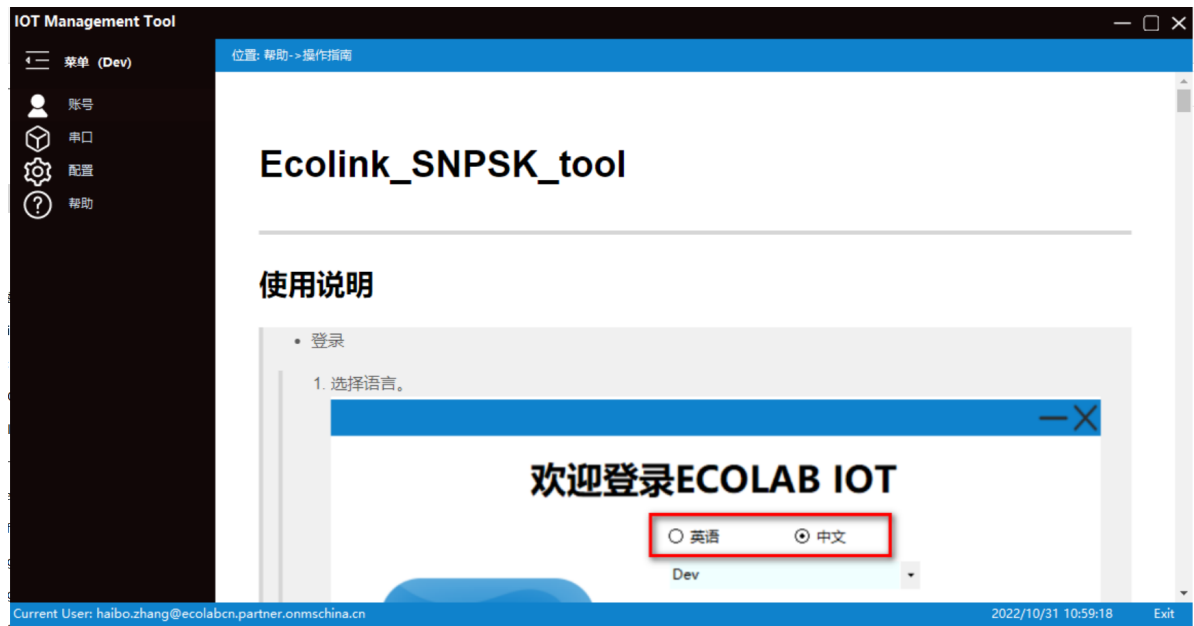 IOT Management Tool
菜单 (Dev)
位置: 帮助->操作指南
账号
串口
配置
帮助
Ecolink_SNPSK_tool
使用说明
• 登录
1. 选择语言。
欢迎登录ECOLAB IOT
英语 中文
Dev
Current User: haibo.zhang@ecolabcn.partner.onmschina.cn 2022/10/31 10:59:18 Exit